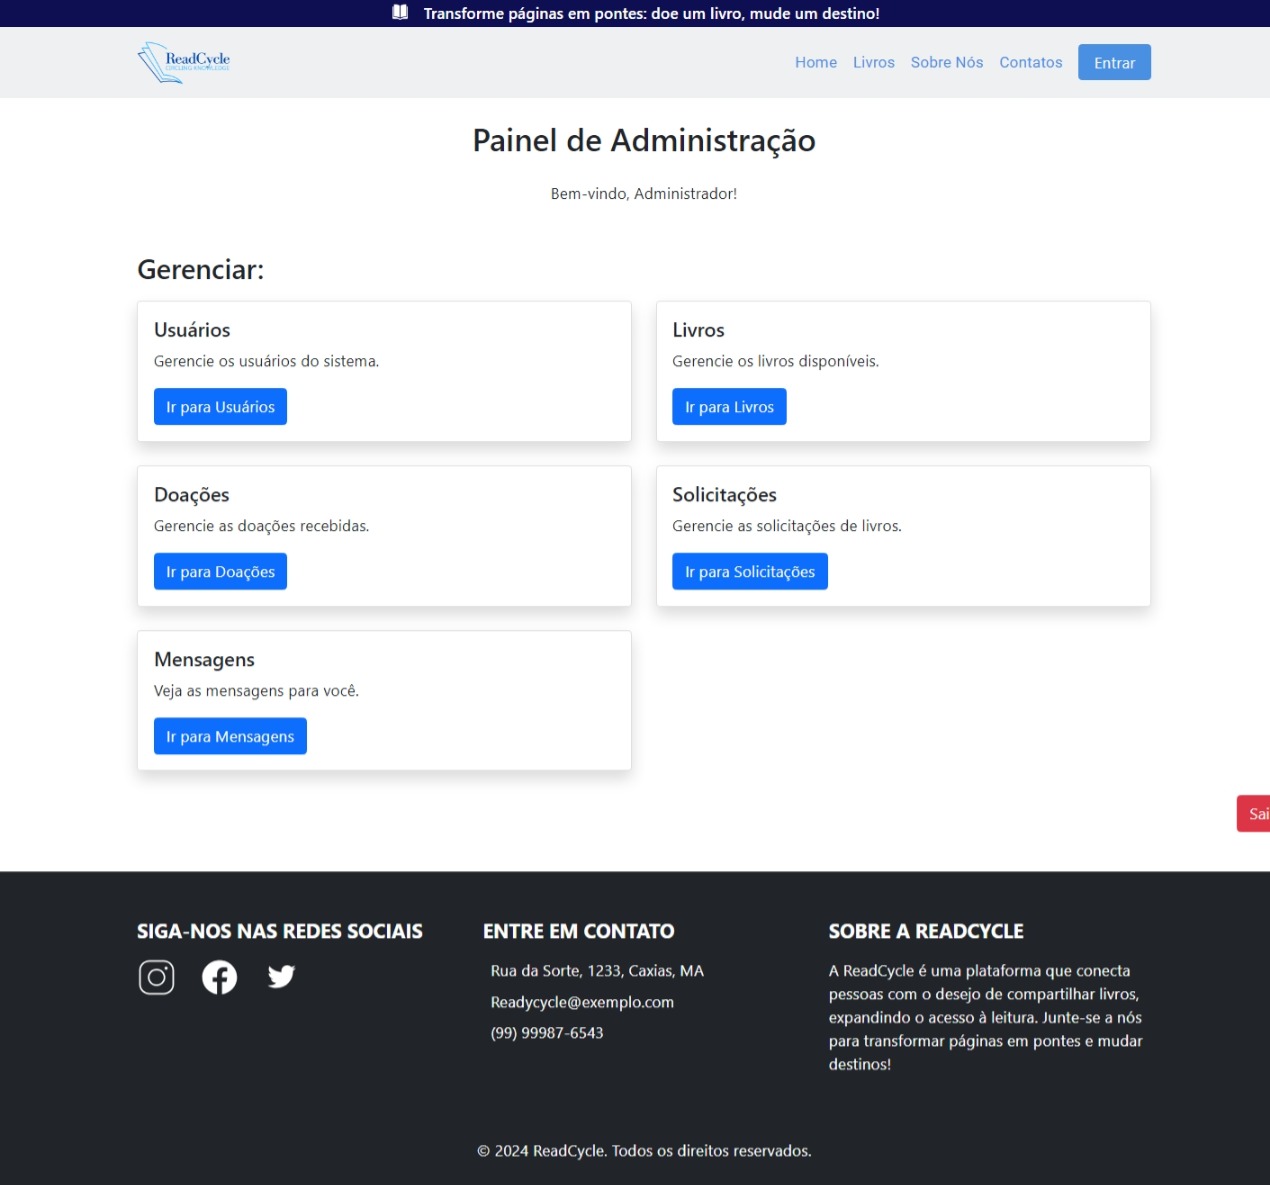 Transforme páginas em pontes: doe um livro, mude um destino!
ReadCycle
CIRCLING KNOWLEDGE
Home Livros Sobre Nós Contatos Entrar
Painel de Administração
Bem-vindo, Administrador!
Gerenciar:
Usuários
Gerencie os usuários do sistema.
Ir para Usuários
Livros
Gerencie os livros disponíveis.
Ir para Livros
Doações
Gerencie as doações recebidas.
Ir para Doações
Solicitações
Gerencie as solicitações de livros.
Ir para Solicitações
Mensagens
Veja as mensagens para você.
Ir para Mensagens
Sai
SIGA-NOS NAS REDES SOCIAIS
ENTRE EM CONTATO
Rua da Sorte, 1233, Caxias, MA
Readycycle@exemplo.com
(99) 99987-6543
SOBRE A READCYCLE
A ReadCycle é uma plataforma que conecta
pessoas com o desejo de compartilhar livros,
expandindo o acesso à leitura. Junte-se a nós
para transformar páginas em pontes e mudar
destinos!
© 2024 ReadCycle. Todos os direitos reservados.